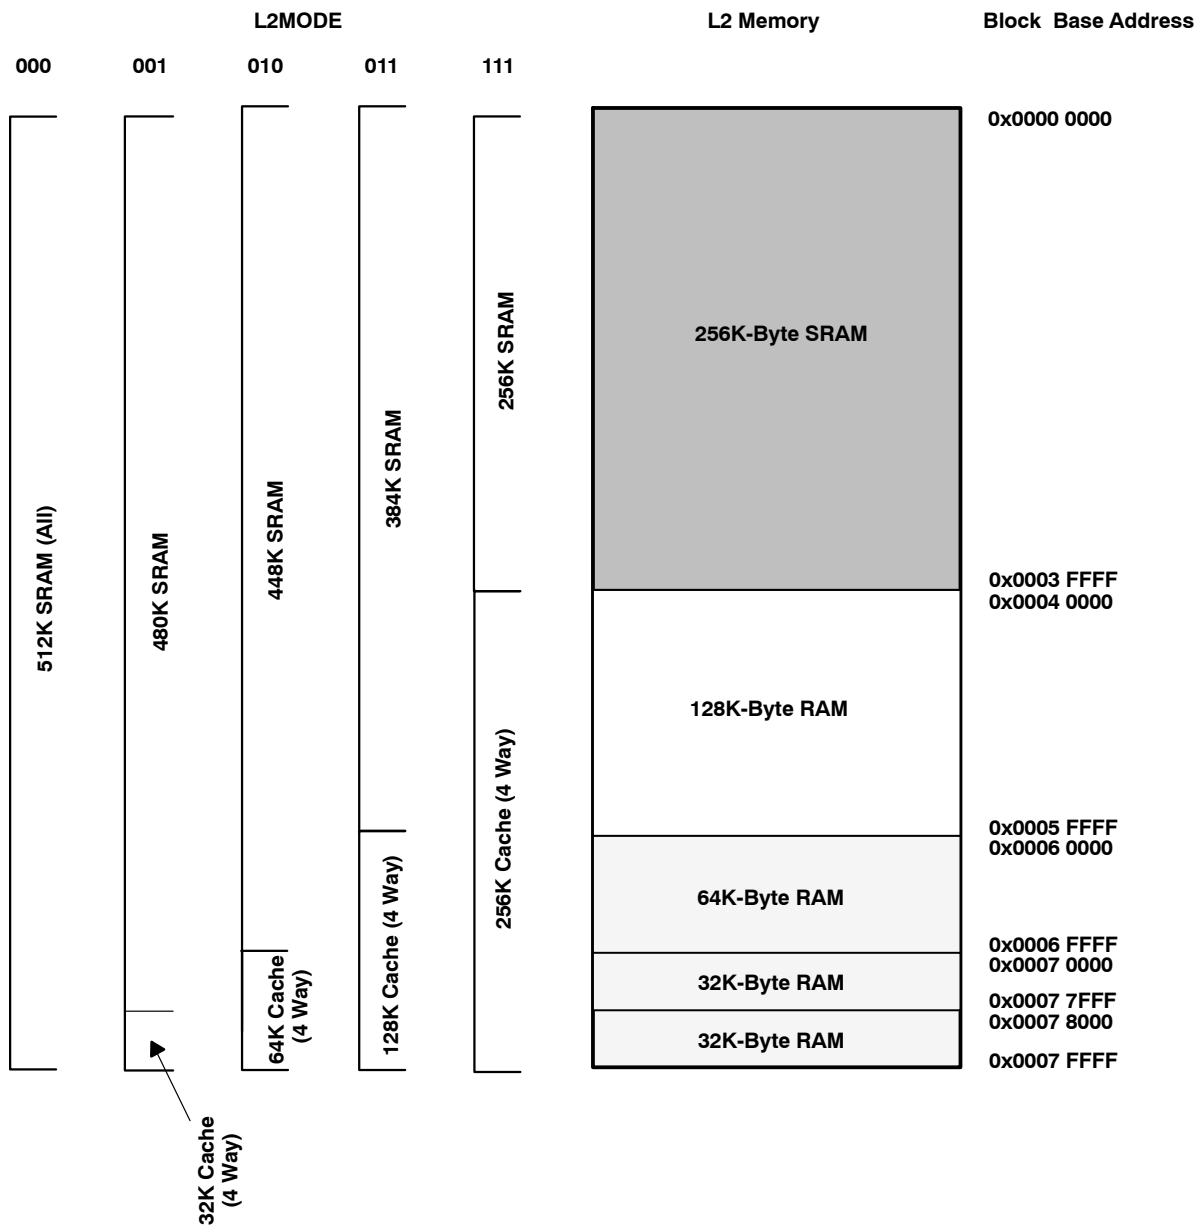 L2MODE
L2 Memory
Block Base Address
000
001
010
011
111
0x0000 0000
512K SRAM (All)
480K SRAM
448K SRAM
384K SRAM
256K SRAM
256K-Byte SRAM
0x0003 FFFF
0x0004 0000
128K-Byte RAM
256K Cache (4 Way)
0x0005 FFFF
0x0006 0000
128K Cache (4 Way)
64K-Byte RAM
0x0006 FFFF
0x0007 0000
64K Cache
(4 Way)
32K-Byte RAM
0x0007 7FFF
0x0007 8000
32K-Byte RAM
0x0007 FFFF
32K Cache
(4 Way)